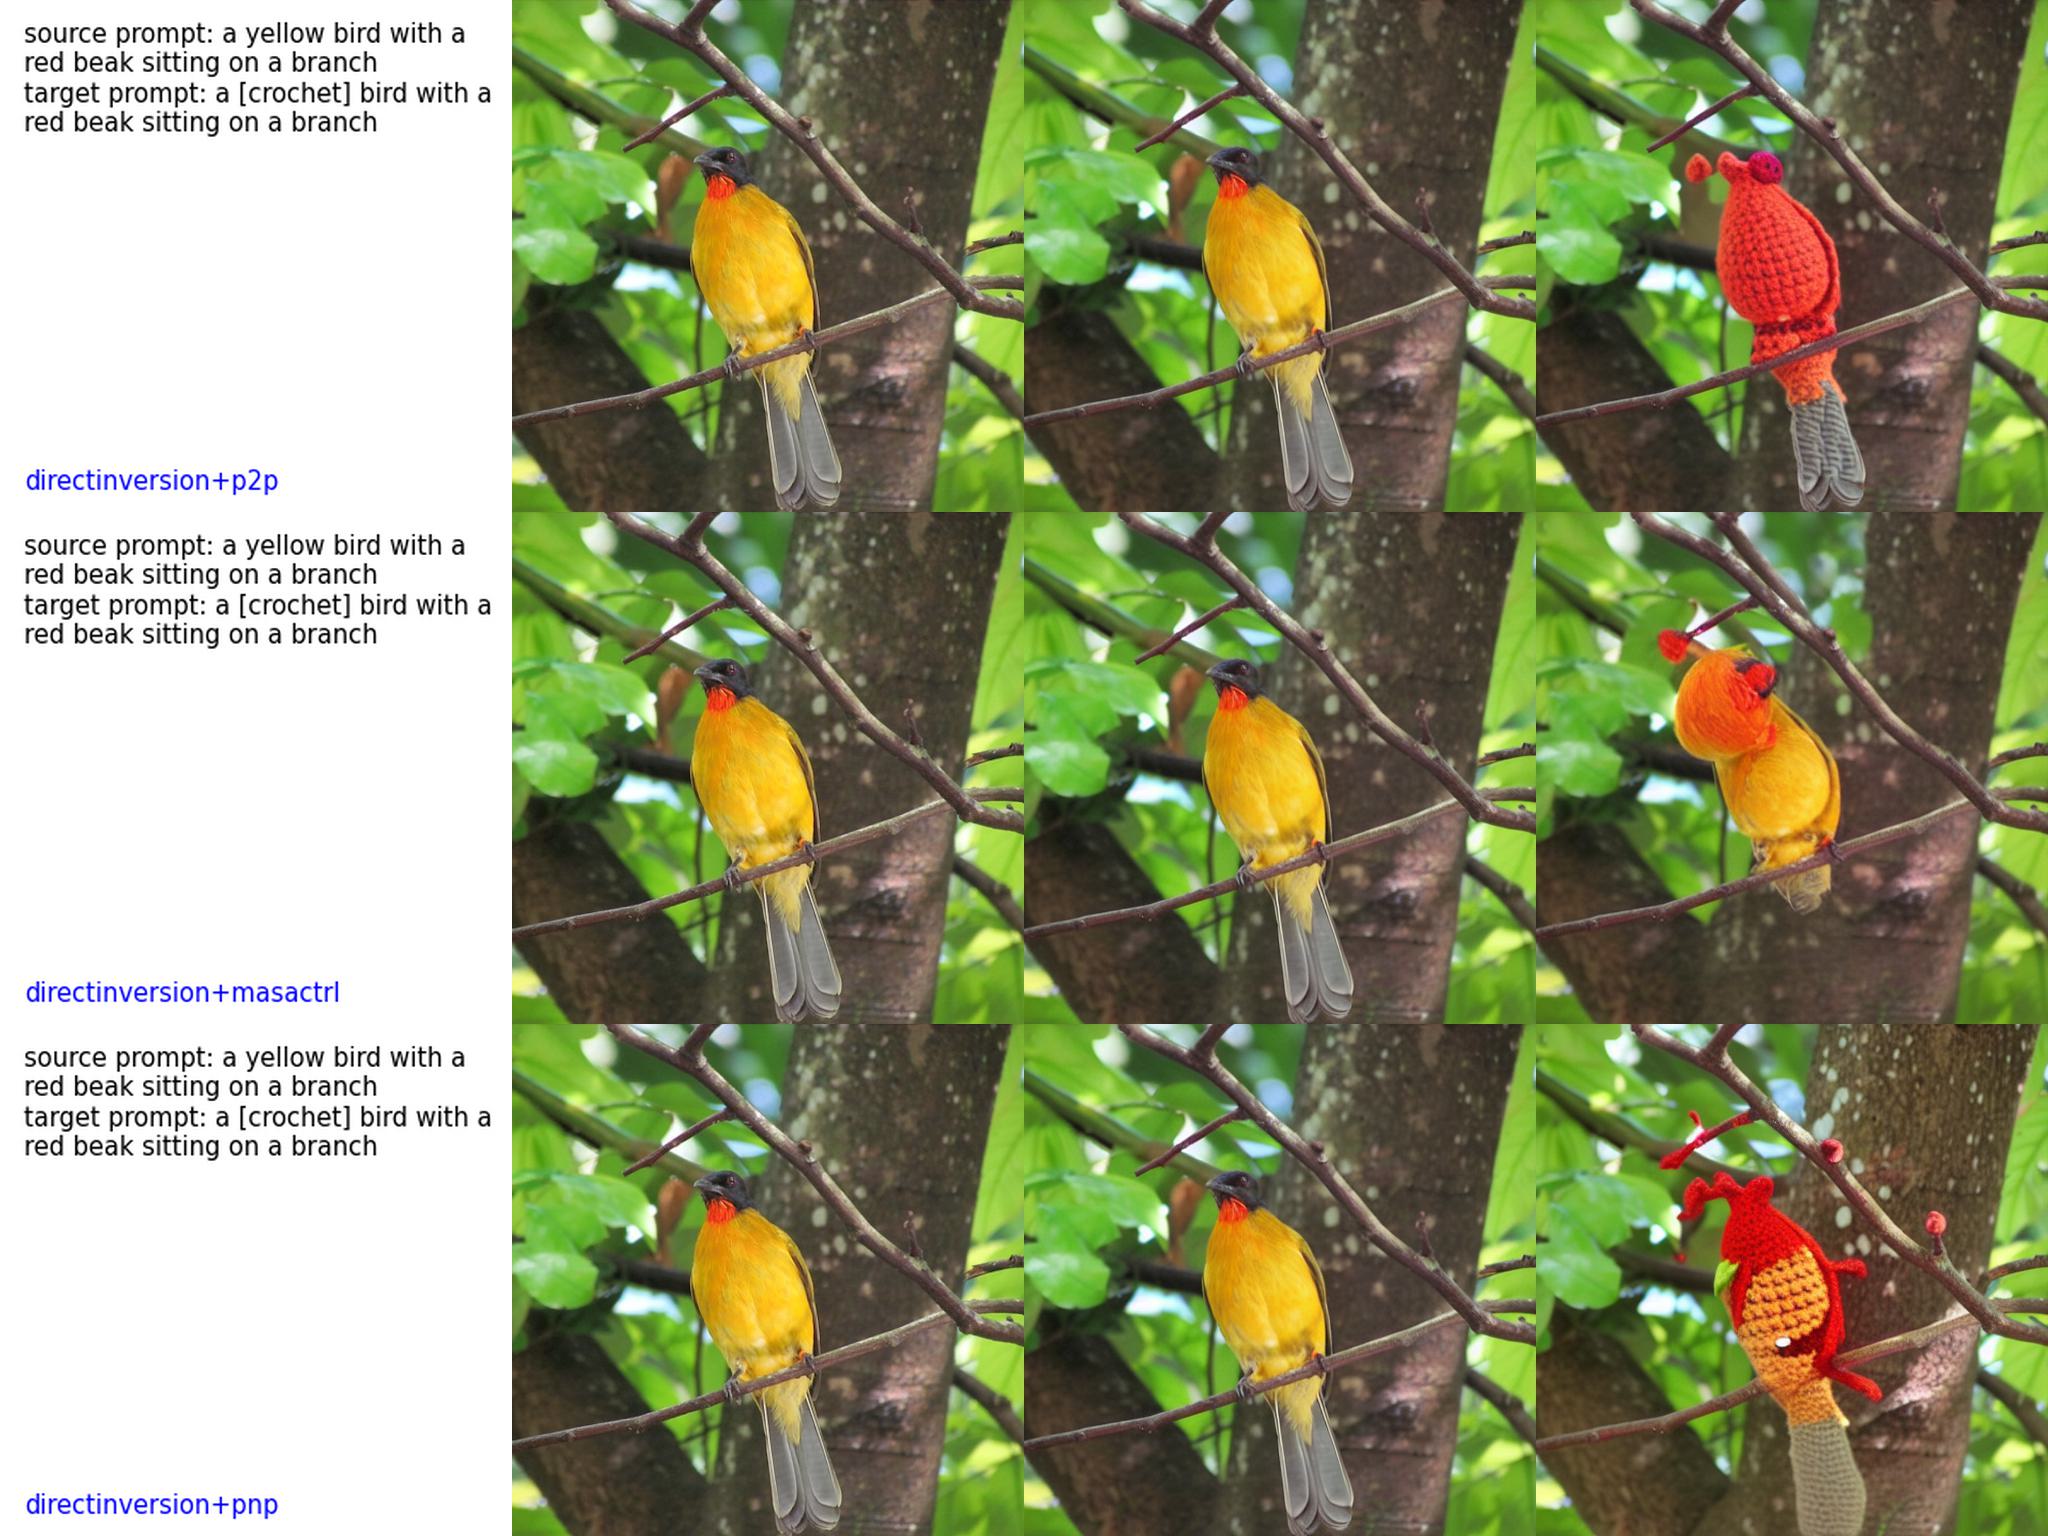 source prompt: a yellow bird with a
red beak sitting on a branch
target prompt: a [crochet] bird with a
red beak sitting on a branch
directinversion+p2p
source prompt: a yellow bird with a
red beak sitting on a branch
target prompt: a [crochet] bird with a
red beak sitting on a branch
directinversion+masactrl
source prompt: a yellow bird with a
red beak sitting on a branch
target prompt: a [crochet] bird with a
red beak sitting on a branch
directinversion+pnp